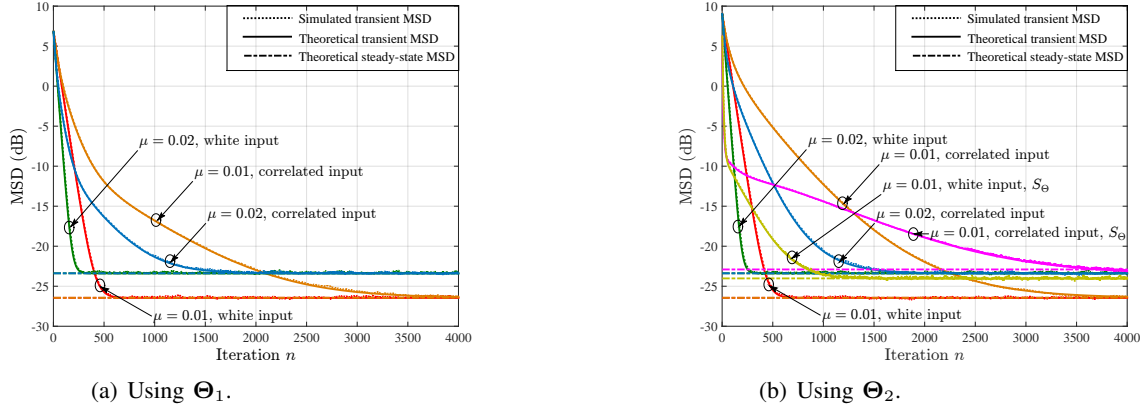 Simulated transient MSD
Theoretical transient MSD
Theoretical steady-state MSD
10
5
0
-5
-10
-15
-20
-25
-30
MSD (dB)
μ = 0.02, white input
μ = 0.01, correlated input
μ = 0.02, correlated input
μ = 0.01, white input
0 500 1000 1500 2000 2500 3000 3500 4000
Iteration n
(a) Using Θ₁.
Simulated transient MSD
Theoretical transient MSD
Theoretical steady-state MSD
10
5
0
-5
-10
-15
-20
-25
-30
MSD (dB)
μ = 0.02, white input
μ = 0.01, correlated input
μ = 0.01, white input, S_Θ
μ = 0.02, correlated input
μ = 0.01, correlated input, S_Θ
μ = 0.01, white input
0 500 1000 1500 2000 2500 3000 3500 4000
Iteration n
(b) Using Θ₂.